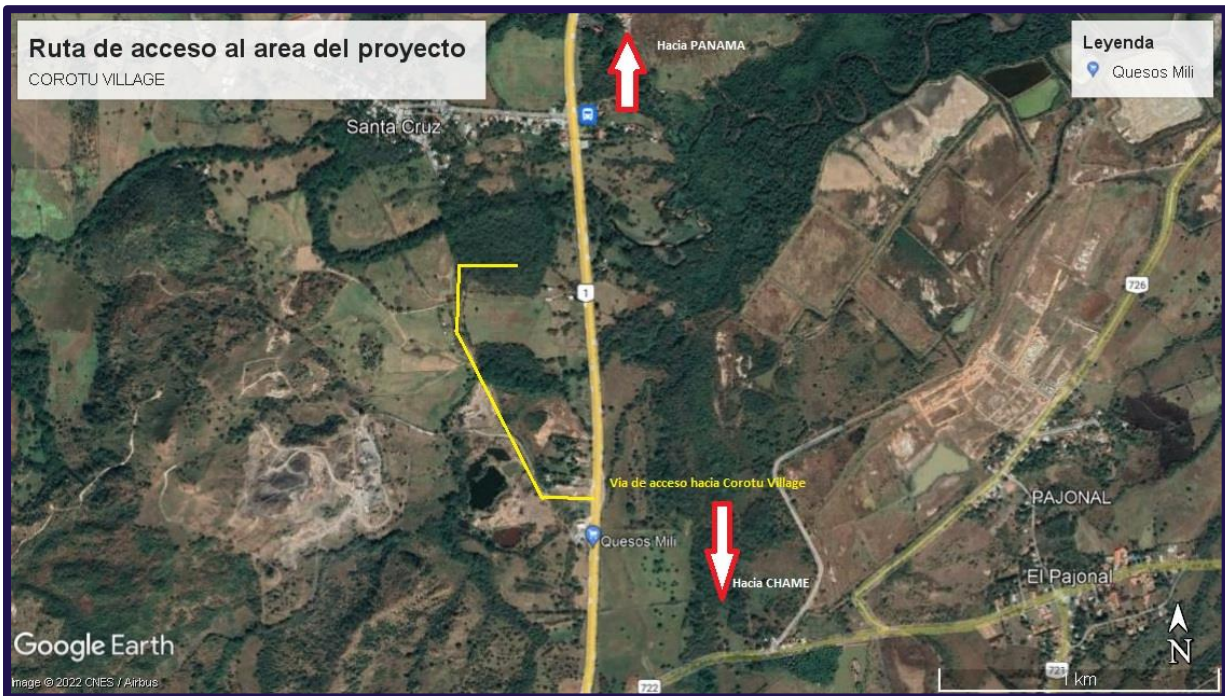 Ruta de acceso al area del proyecto
COROTU VILLAGE
Hacia PANAMA
Leyenda
Quesos Mili
Santa Cruz
1
726
Via de acceso hacia Corotu Village
PAJONAL
Quesos Mili
El Pajonal
Hacia CHAME
N
Google Earth
721
1 km
Image © 2022 CNES / Airbus
722